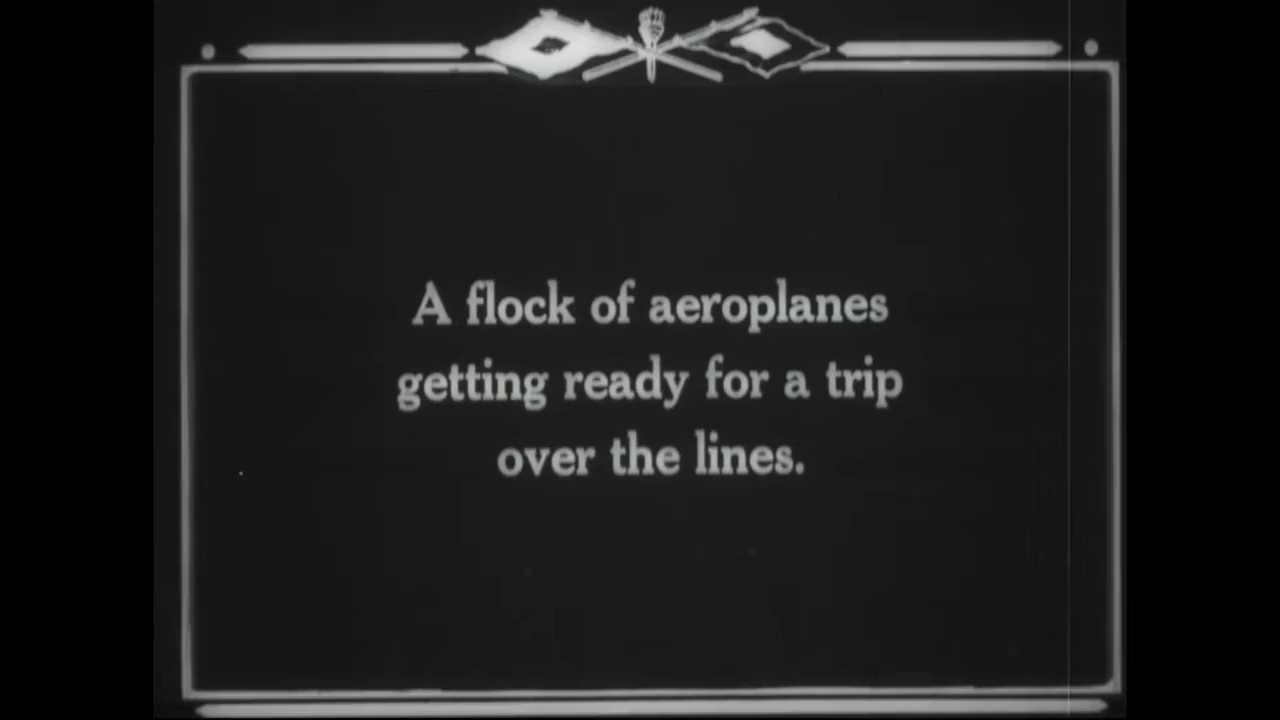 A flock of aeroplanes
getting ready for a trip
over the lines.